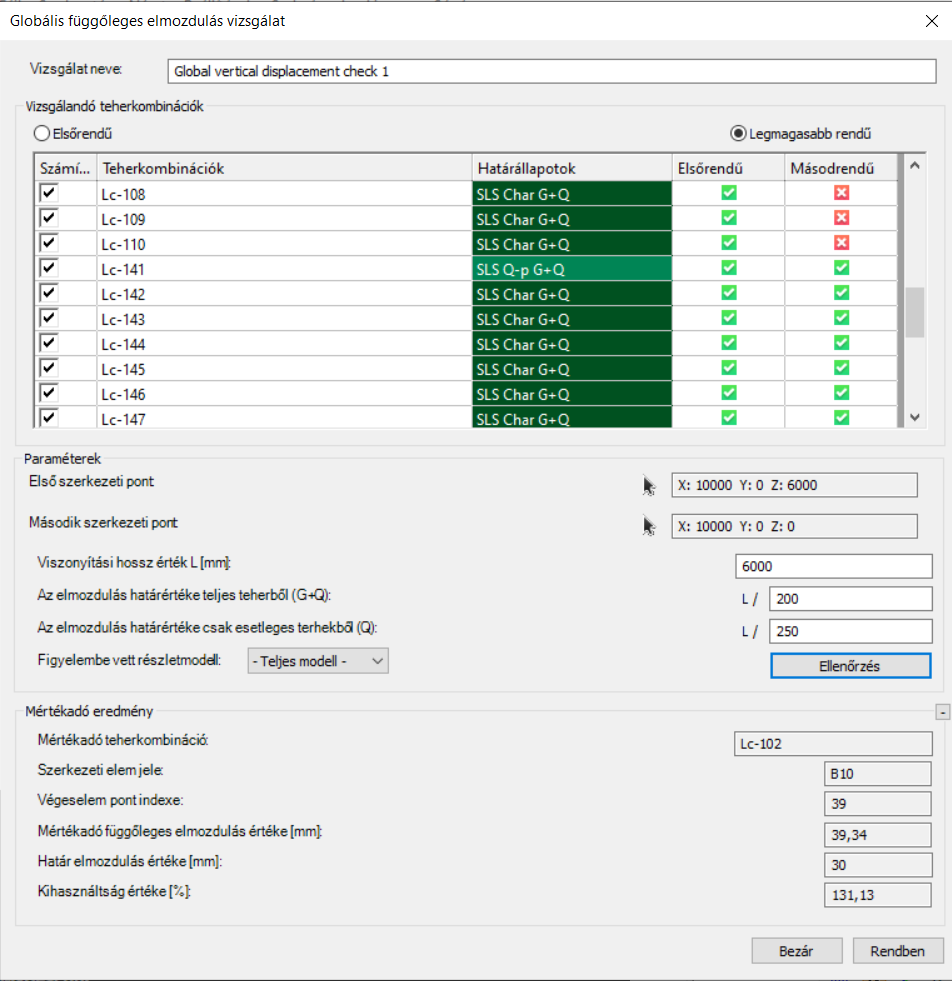 Globális függőleges elmozdulás vizsgálat
Vizsgálat neve: Global vertical displacement check 1
Vizsgálandó teherkombinációk
Elsőrendű Legmagasabb rendű
Számí... Teherkombinációk Határállapotok Elsőrendű Másodrendű
Lc-108 SLS Char G+Q
Lc-109 SLS Char G+Q
Lc-110 SLS Char G+Q
Lc-141 SLS Q-p G+Q
Lc-142 SLS Char G+Q
Lc-143 SLS Char G+Q
Lc-144 SLS Char G+Q
Lc-145 SLS Char G+Q
Lc-146 SLS Char G+Q
Lc-147 SLS Char G+Q
Paraméterek
Első szerkezeti pont X: 10000 Y: 0 Z: 6000
Második szerkezeti pont X: 10000 Y: 0 Z: 0
Viszonyítási hossz érték L [mm]: 6000
Az elmozdulás határértéke teljes teherből (G+Q): L / 200
Az elmozdulás határértéke csak esetleges terhekből (Q): L / 250
Figyelembe vett részletmodell: - Teljes modell - Ellenőrzés
Mértékadó eredmény -
Mértékadó teherkombináció: Lc-102
Szerkezeti elem jele: B10
Végeselem pont indexe: 39
Mértékadó függőleges elmozdulás értéke [mm]: 39,34
Határ elmozdulás értéke [mm]: 30
Kihasználtság értéke [%]: 131,13
Bezár Rendben